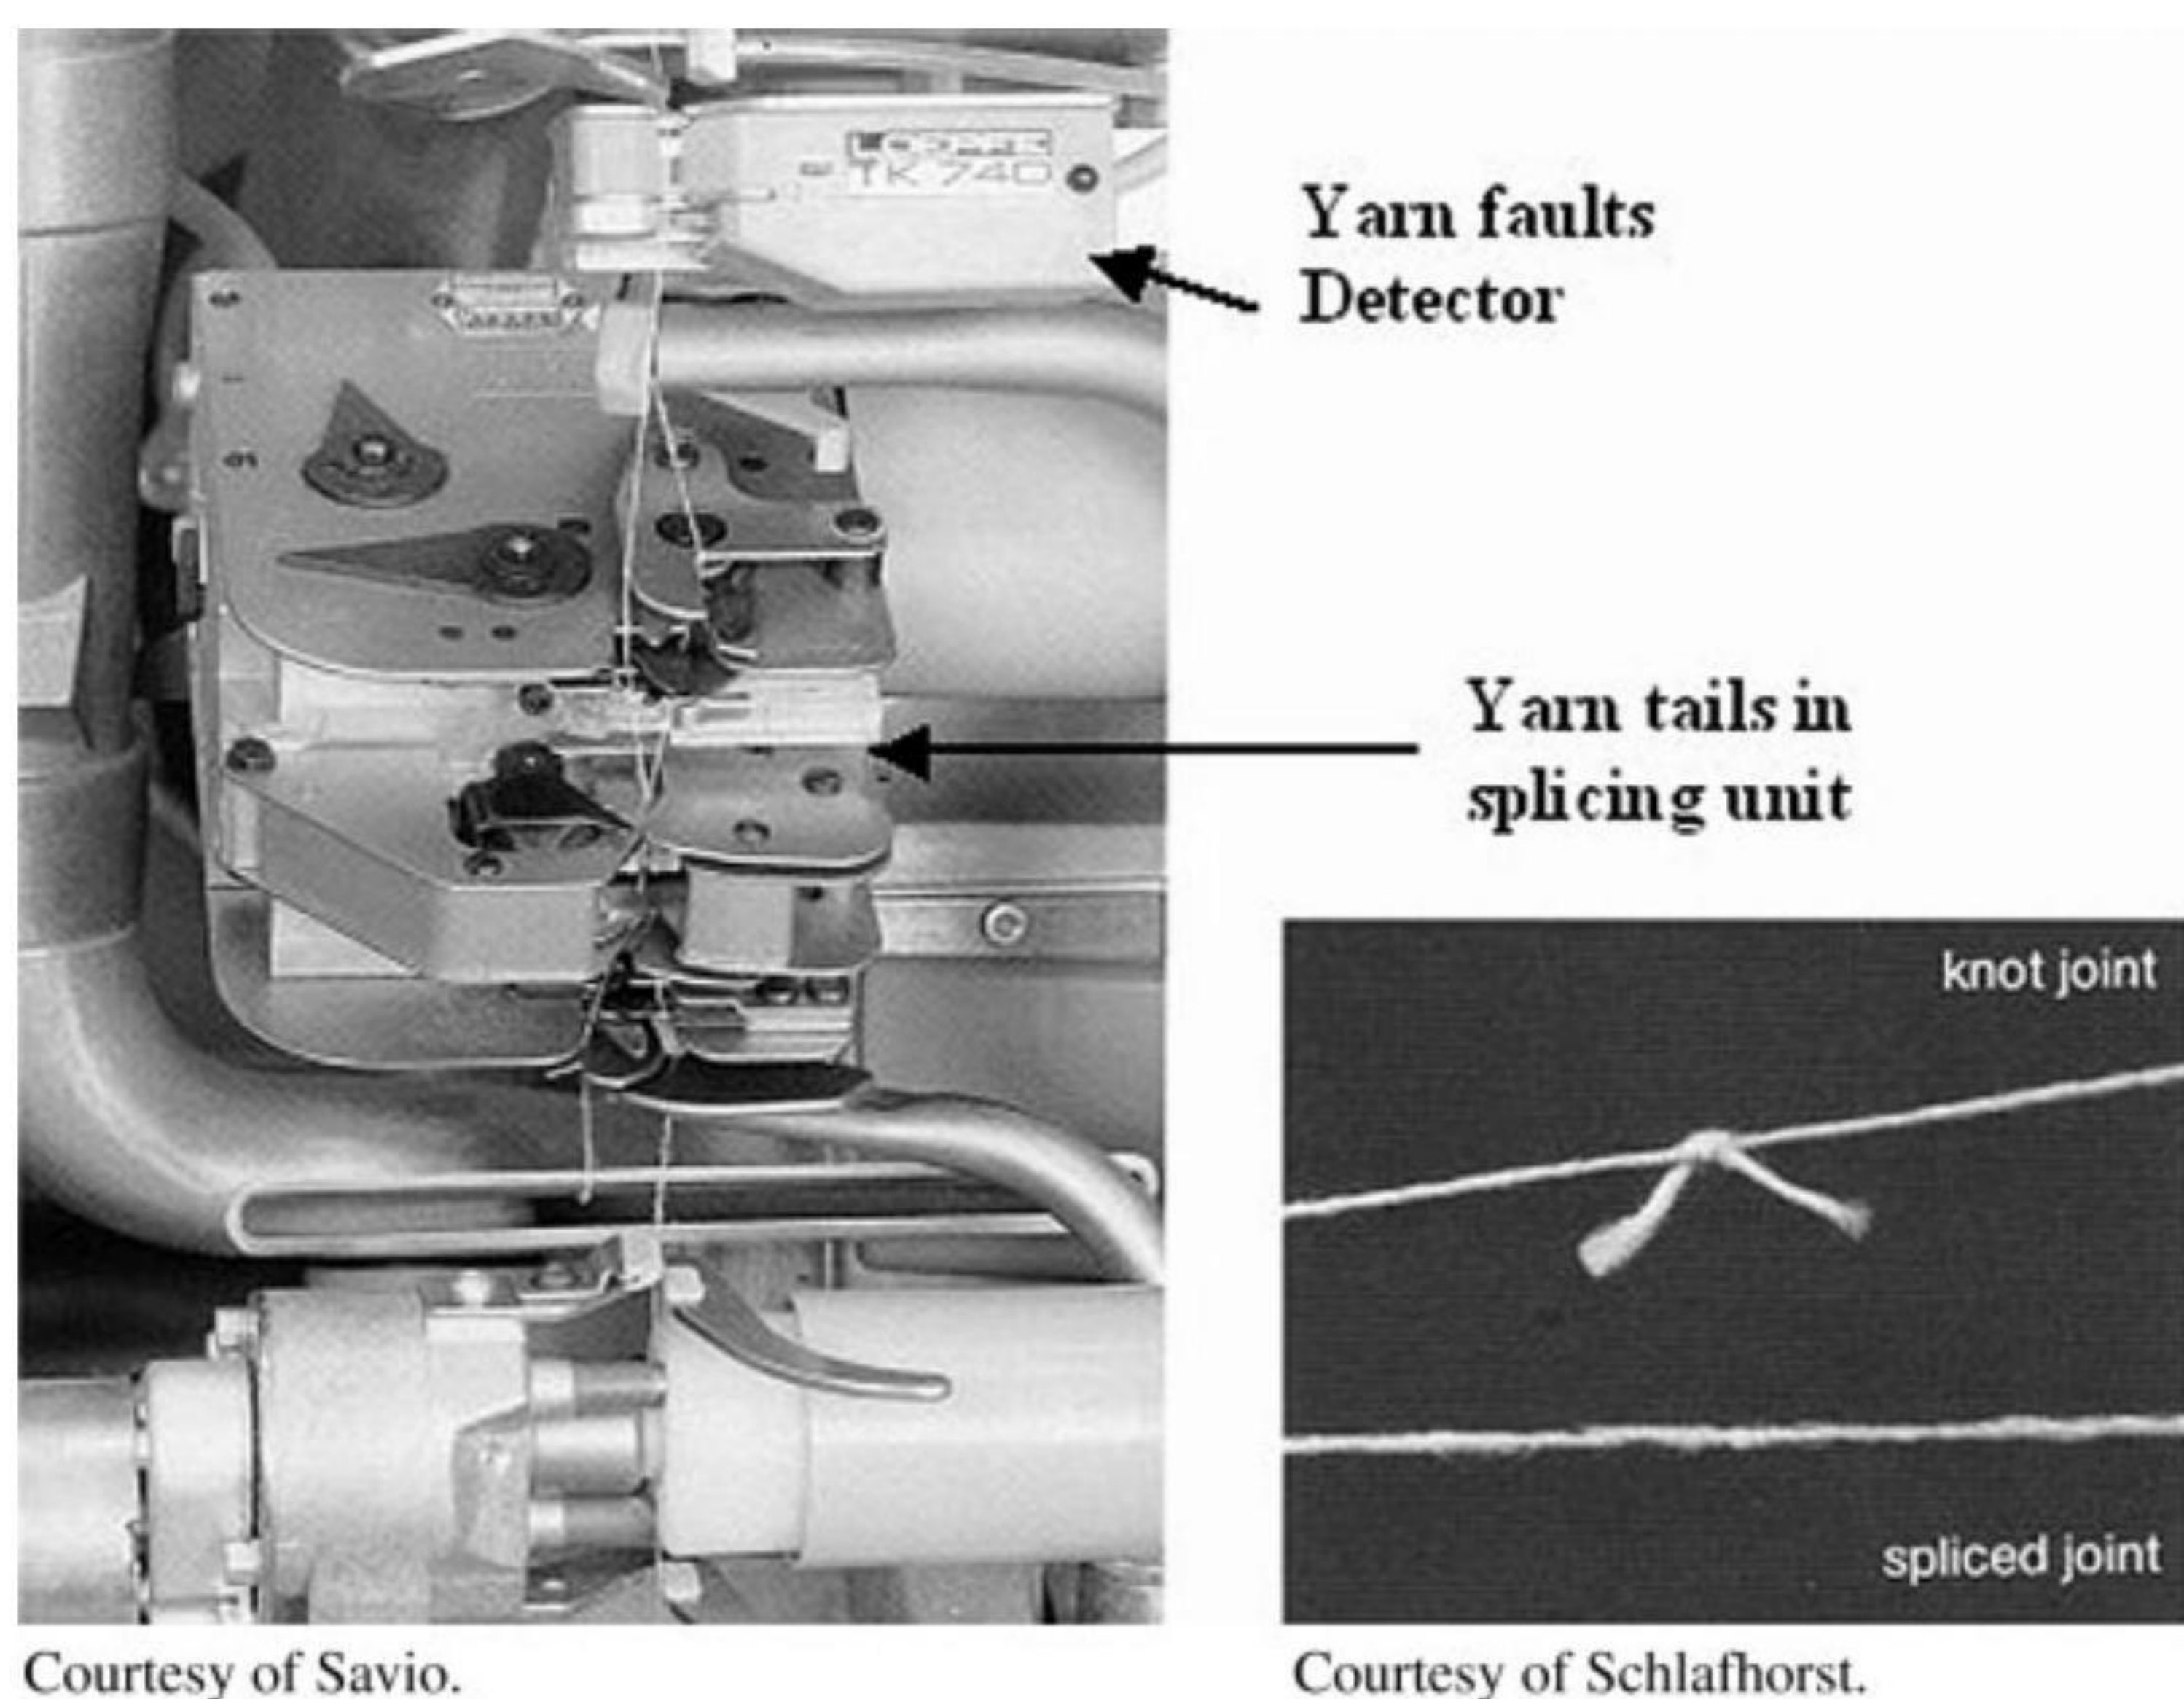 LOEPFE
TK 740
Yarn faults
Detector
Yarn tails in
splicing unit
knot joint
spliced joint
Courtesy of Savio.
Courtesy of Schlafhorst.